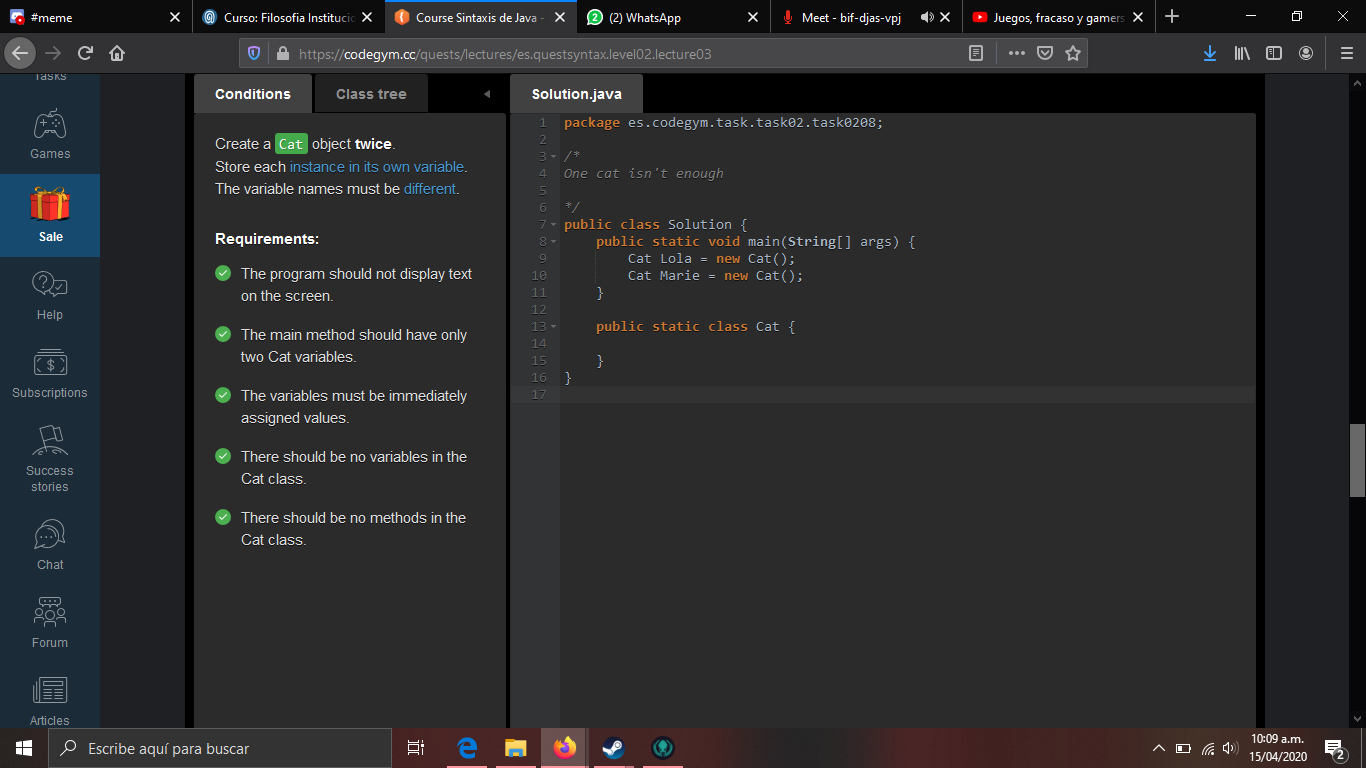 #meme
Curso: Filosofia Institucio
Course Sintaxis de Java -
(2) WhatsApp
Meet - bif-djas-vpj
Juegos, fracaso y gamers
https://codegym.cc/quests/lectures/es.questsyntax.level02.lecture03
Tasks
Games
Sale
Help
Subscriptions
Success
stories
Chat
Forum
Articles
Conditions
Class tree
Create a Cat object twice.
Store each instance in its own variable.
The variable names must be different.
Requirements:
The program should not display text
on the screen.
The main method should have only
two Cat variables.
The variables must be immediately
assigned values.
There should be no variables in the
Cat class.
There should be no methods in the
Cat class.
Solution.java
1 package es.codegym.task.task02.task0208;
2
3 /*
4 One cat isn't enough
5
6 */
7 public class Solution {
8     public static void main(String[] args) {
9         Cat Lola = new Cat();
10         Cat Marie = new Cat();
11     }
12
13     public static class Cat {
14
15     }
16 }
17
Escribe aquí para buscar
10:09 a.m.
15/04/2020
2